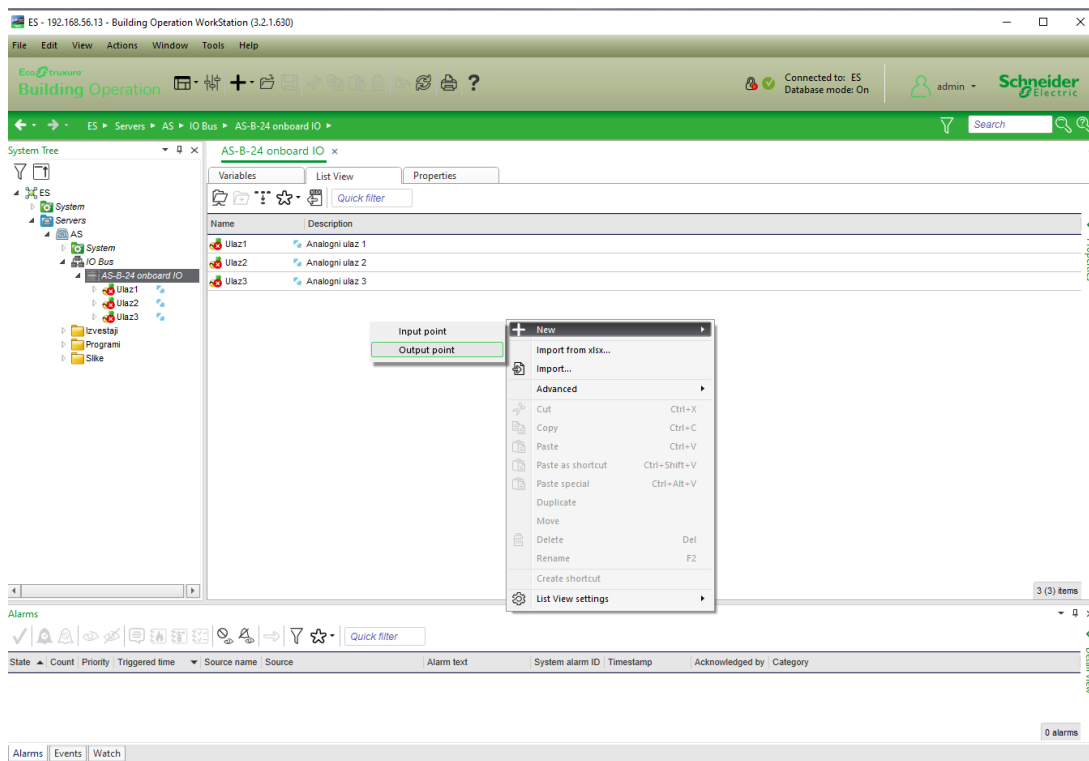 ES - 192.168.56.13 - Building Operation WorkStation (3.2.1.630)
File Edit View Actions Window Tools Help
EcoStruxure
Building Operation
Connected to: ES
Database mode: On
admin
Schneider
Electric
ES ▸ Servers ▸ AS ▸ IO Bus ▸ AS-B-24 onboard IO ▸
Search
System Tree
AS-B-24 onboard IO
Variables List View Properties
Quick filter
Name Description
Ulaz1 Analogni ulaz 1
Ulaz2 Analogni ulaz 2
Ulaz3 Analogni ulaz 3
ES
System
Servers
AS
System
IO Bus
AS-B-24 onboard IO
Ulaz1
Ulaz2
Ulaz3
Izvestaji
Programi
Slike
Input point
Output point
New
Import from xlsx...
Import...
Advanced
Cut Ctrl+X
Copy Ctrl+C
Paste Ctrl+V
Paste as shortcut Ctrl+Shift+V
Paste special Ctrl+Alt+V
Duplicate
Move
Delete Del
Rename F2
Create shortcut
List View settings
Properties
3 (3) items
Alarms
Quick filter
State Count Priority Triggered time Source name Source Alarm text System alarm ID Timestamp Acknowledged by Category
Detail view
0 alarms
Alarms Events Watch